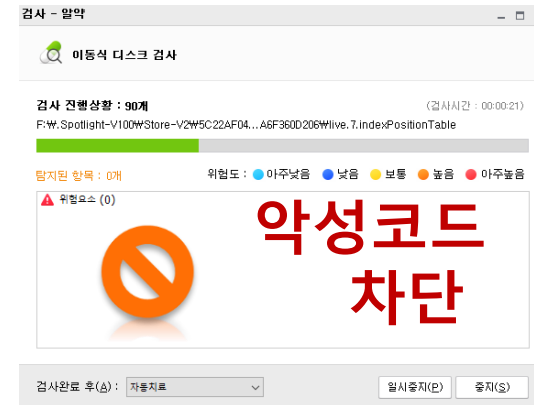 검사 - 알약
이동식 디스크 검사
검사 진행상황 : 90개
(검사시간 : 00:00:21)
F:₩.Spotlight-V100₩Store-V2₩5C22AF04...A6F360D206₩live.7.indexPositionTable
탐지된 항목 : 0개
위험도 : 아주낮음 낮음 보통 높음 아주높음
위험요소 (0)
악성코드
차단
검사완료 후(A) : 자동치료
일시중지(P) 중지(S)